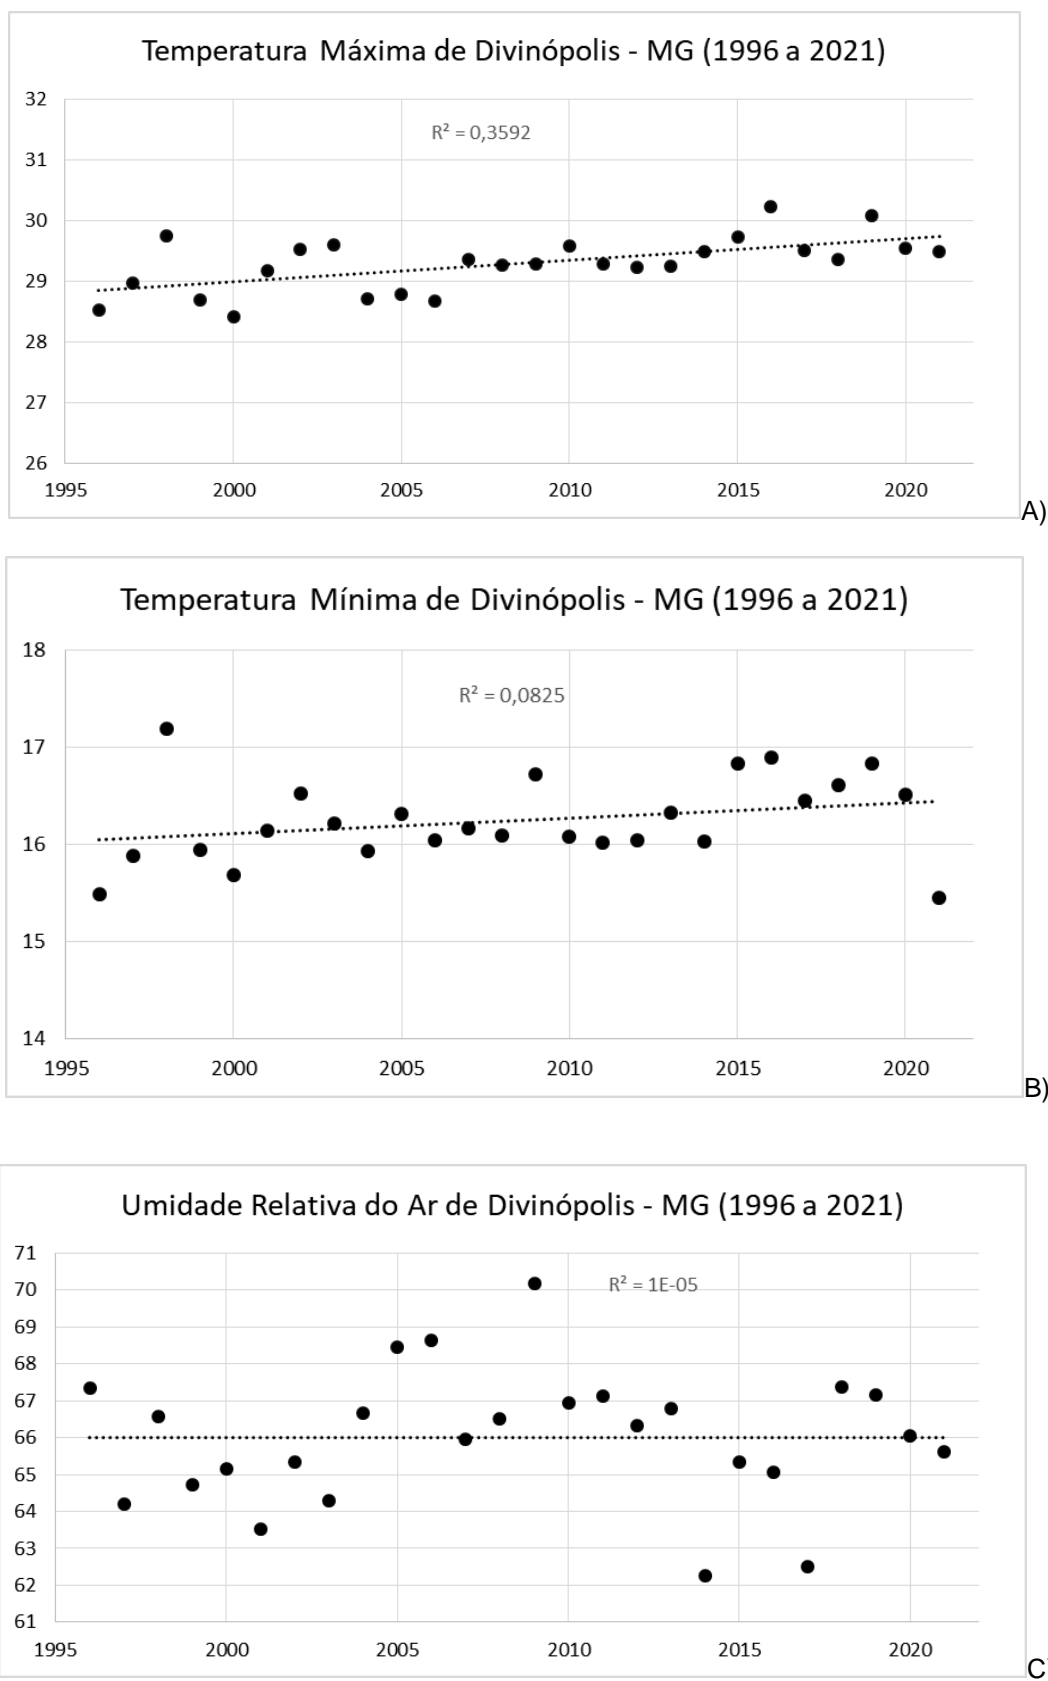 Temperatura Máxima de Divinópolis - MG (1996 a 2021)
32
R² = 0,3592
31
30
29
28
27
26
1995 2000 2005 2010 2015 2020
A)
Temperatura Mínima de Divinópolis - MG (1996 a 2021)
18
R² = 0,0825
17
16
15
14
1995 2000 2005 2010 2015 2020
B)
Umidade Relativa do Ar de Divinópolis - MG (1996 a 2021)
71
70
R² = 1E-05
69
68
67
66
65
64
63
62
61
1995 2000 2005 2010 2015 2020
C